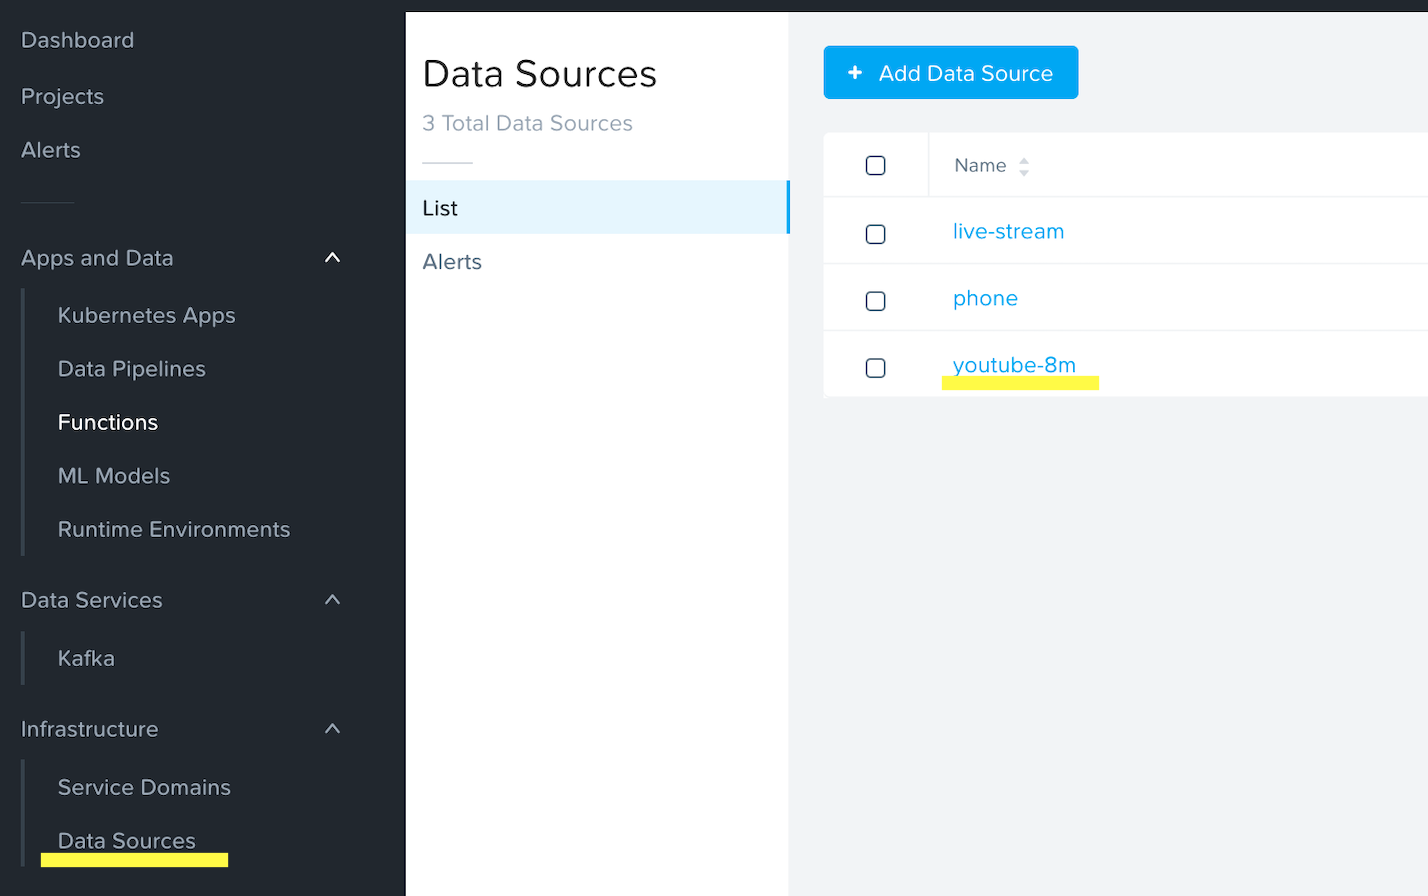 Dashboard
Projects
Alerts
Apps and Data
Kubernetes Apps
Data Pipelines
Functions
ML Models
Runtime Environments
Data Services
Kafka
Infrastructure
Service Domains
Data Sources
Data Sources
3 Total Data Sources
List
Alerts
+ Add Data Source
Name
live-stream
phone
youtube-8m